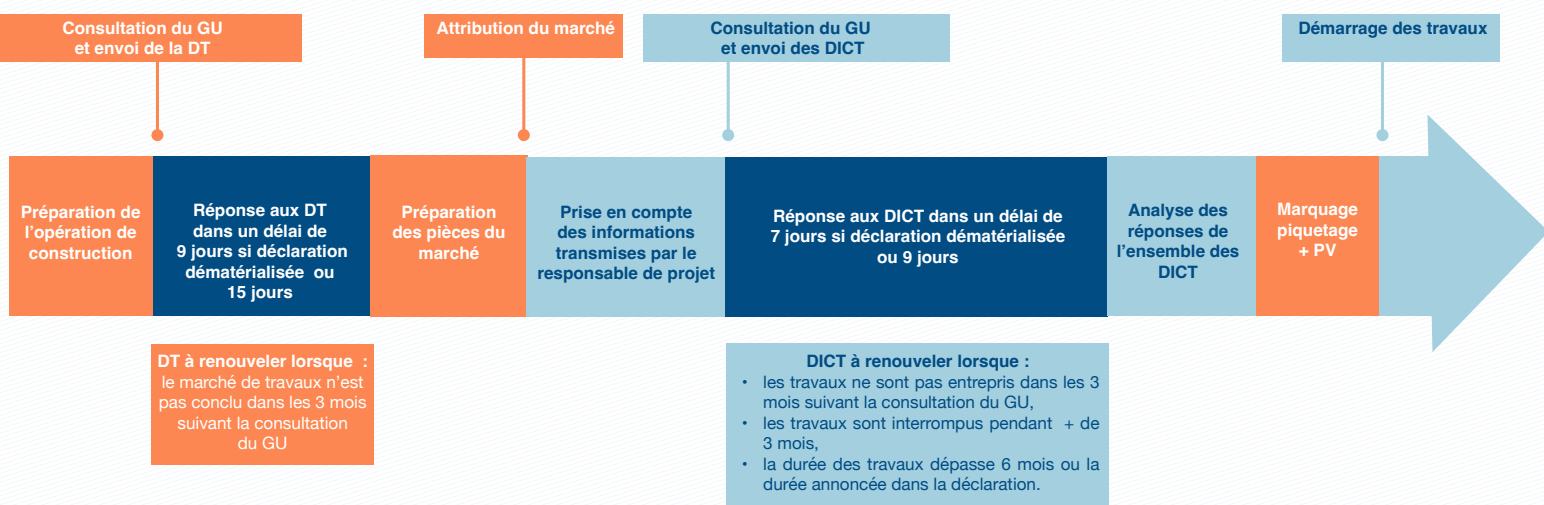 Consultation du GU
et envoi de la DT
Attribution du marché
Consultation du GU
et envoi des DICT
Démarrage des travaux
Préparation de
l'opération de
construction
Réponse aux DT
dans un délai de
9 jours si déclaration
dématérialisée ou
15 jours
Préparation
des pièces du
marché
Prise en compte
des informations
transmises par le
responsable de projet
Réponse aux DICT dans un délai de
7 jours si déclaration dématérialisée
ou 9 jours
Analyse des
réponses de
l'ensemble des
DICT
Marquage
piquetage
+ PV
DT à renouveler lorsque :
le marché de travaux n'est
pas conclu dans les 3 mois
suivant la consultation
du GU
DICT à renouveler lorsque :
• les travaux ne sont pas entrepris dans les 3
mois suivant la consultation du GU,
• les travaux sont interrompus pendant + de
3 mois,
• la durée des travaux dépasse 6 mois ou la
durée annoncée dans la déclaration.